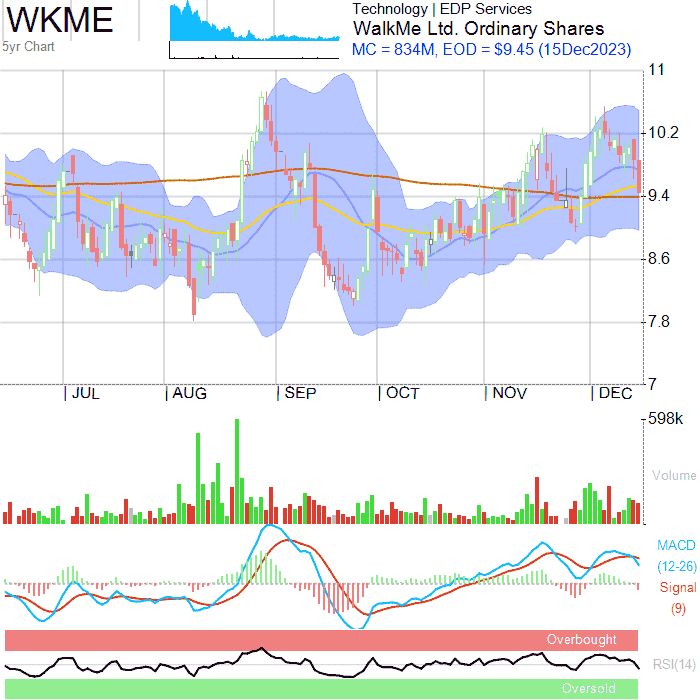 WKME
5yr Chart
Technology | EDP Services
WalkMe Ltd. Ordinary Shares
MC = 834M, EOD = $9.45 (15Dec2023)
11
10.2
9.4
8.6
7.8
7
JUL
AUG
SEP
OCT
NOV
DEC
598k
Volume
MACD
(12-26)
Signal
(9)
Overbought
RSI(14)
Oversold